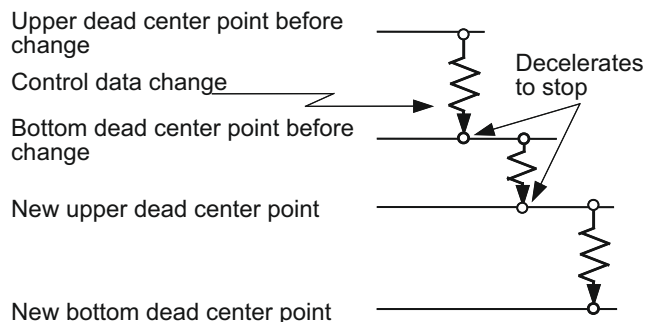 Upper dead center point before
change
Control data change
Decelerates
to stop
Bottom dead center point before
change
New upper dead center point
New bottom dead center point